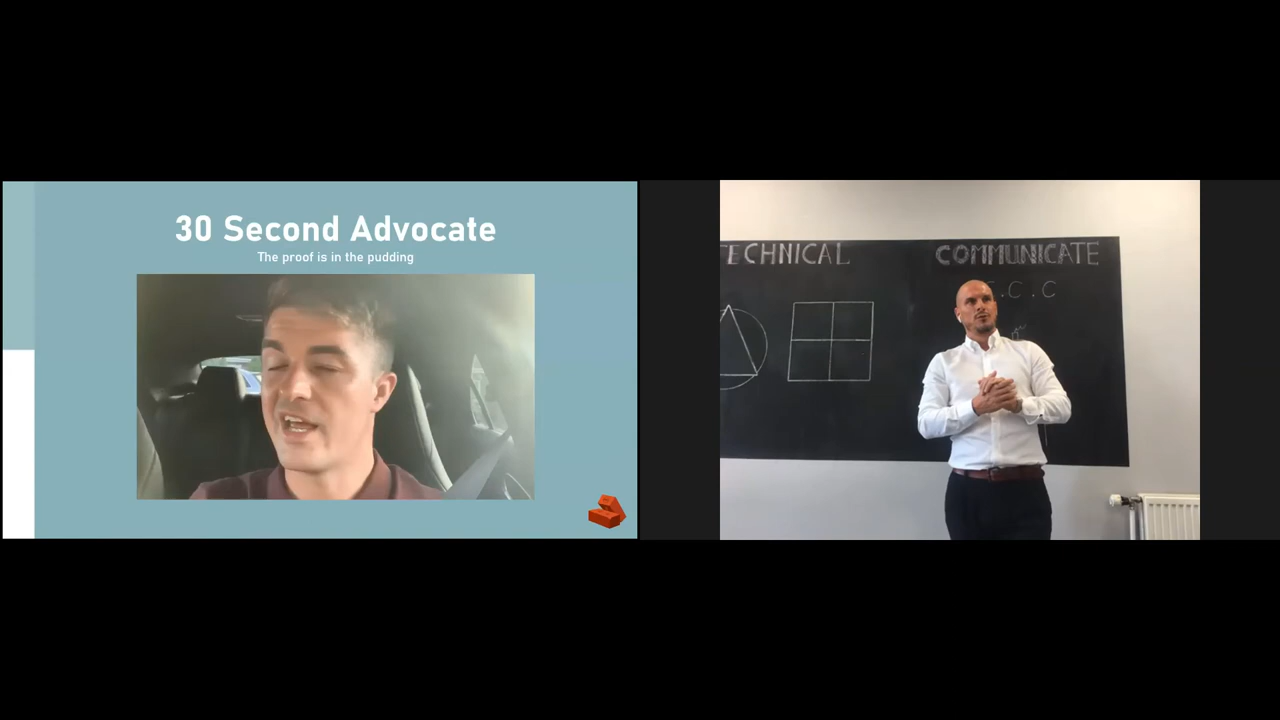 30 Second Advocate
The proof is in the pudding
TECHNICAL
COMMUNICATE
.C.C